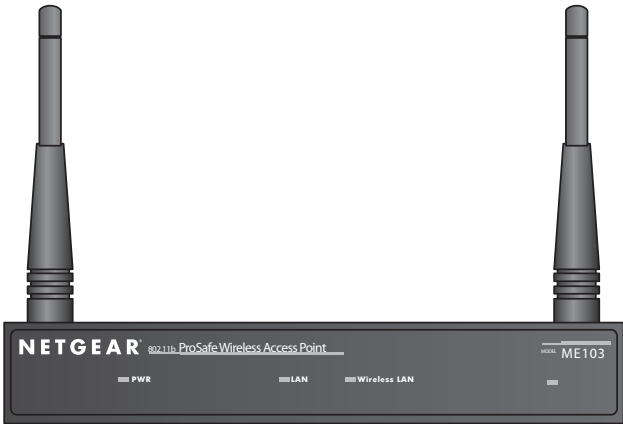 NETGEAR® 802.11b ProSafe Wireless Access Point
MODEL ME103
PWR LAN Wireless LAN